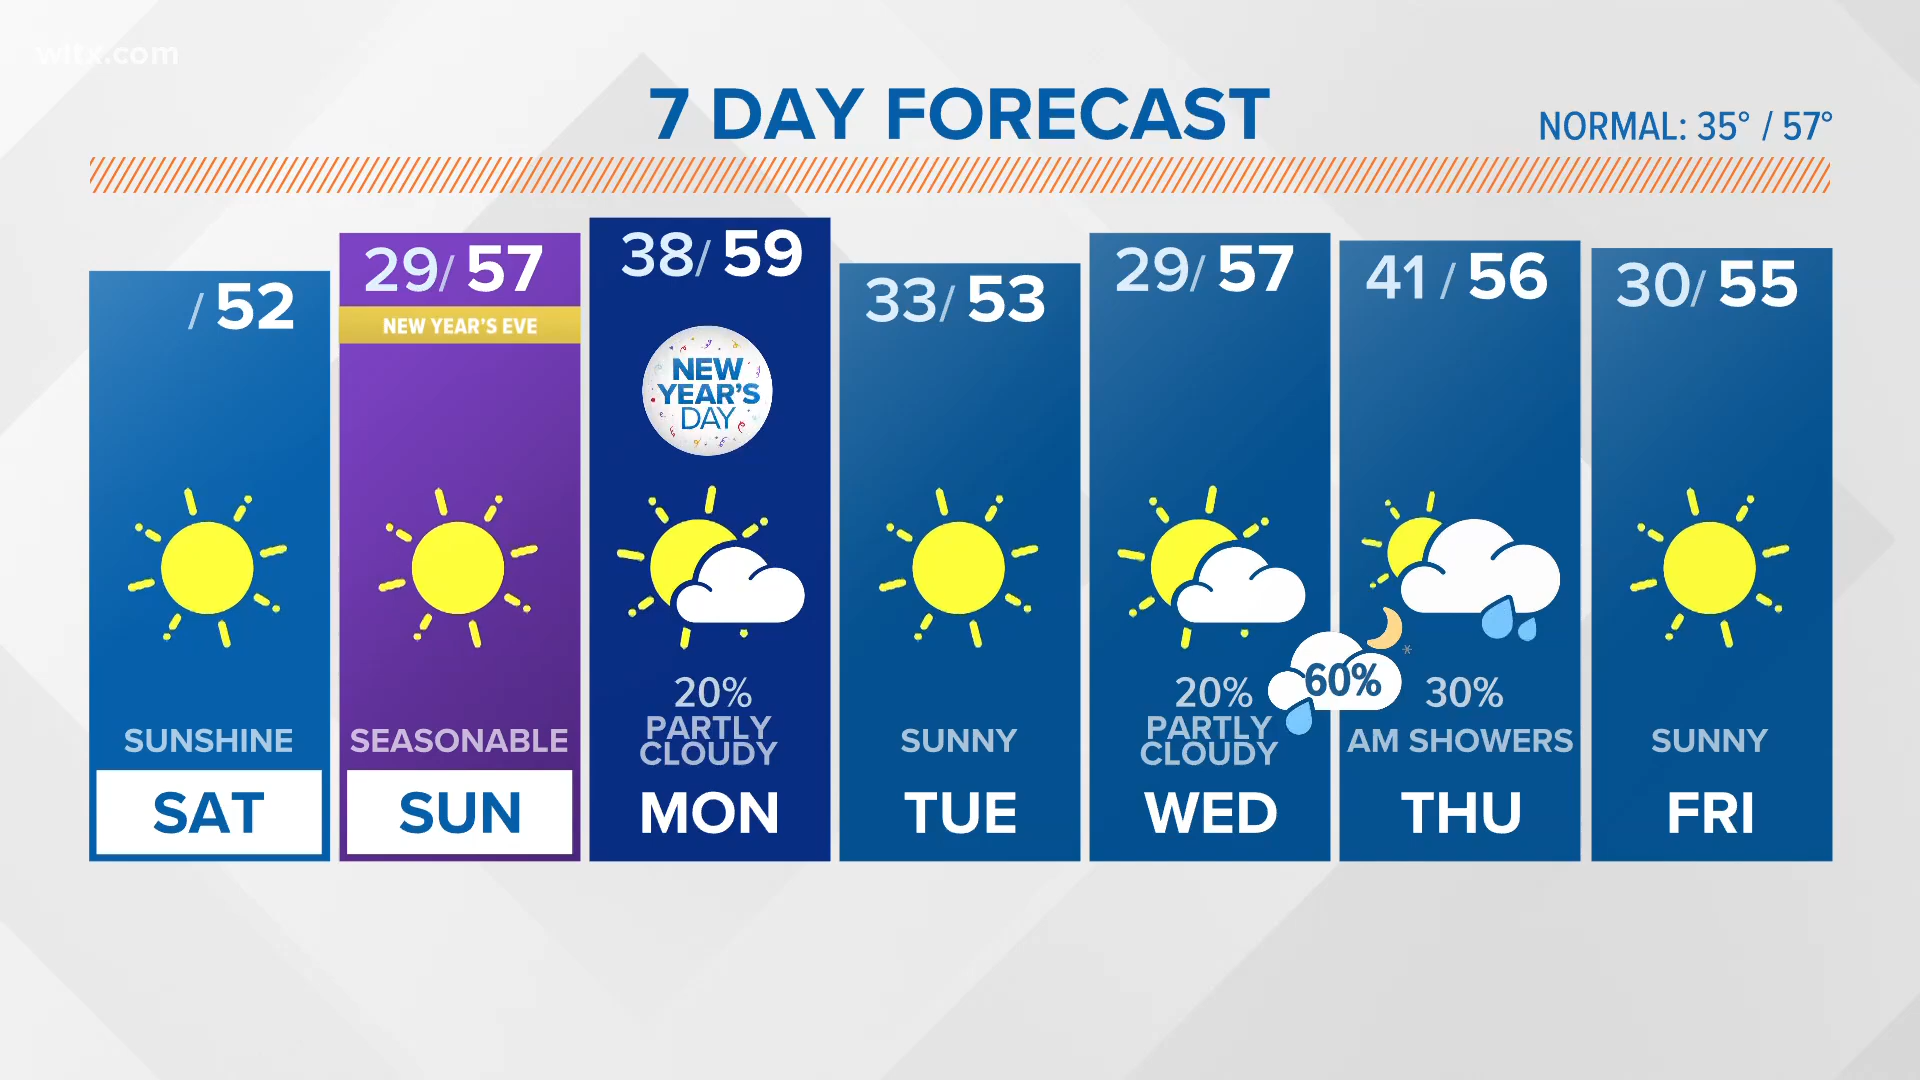 wltx.com
7 DAY FORECAST
NORMAL: 35° / 57°
/ 52
SUNSHINE
SAT
29/ 57
NEW YEAR'S EVE
SEASONABLE
SUN
38/ 59
NEW
YEAR'S
DAY
20%
PARTLY
CLOUDY
MON
33/ 53
SUNNY
TUE
29/ 57
20%
PARTLY
CLOUDY
WED
60%
41 / 56
30%
AM SHOWERS
THU
30/ 55
SUNNY
FRI